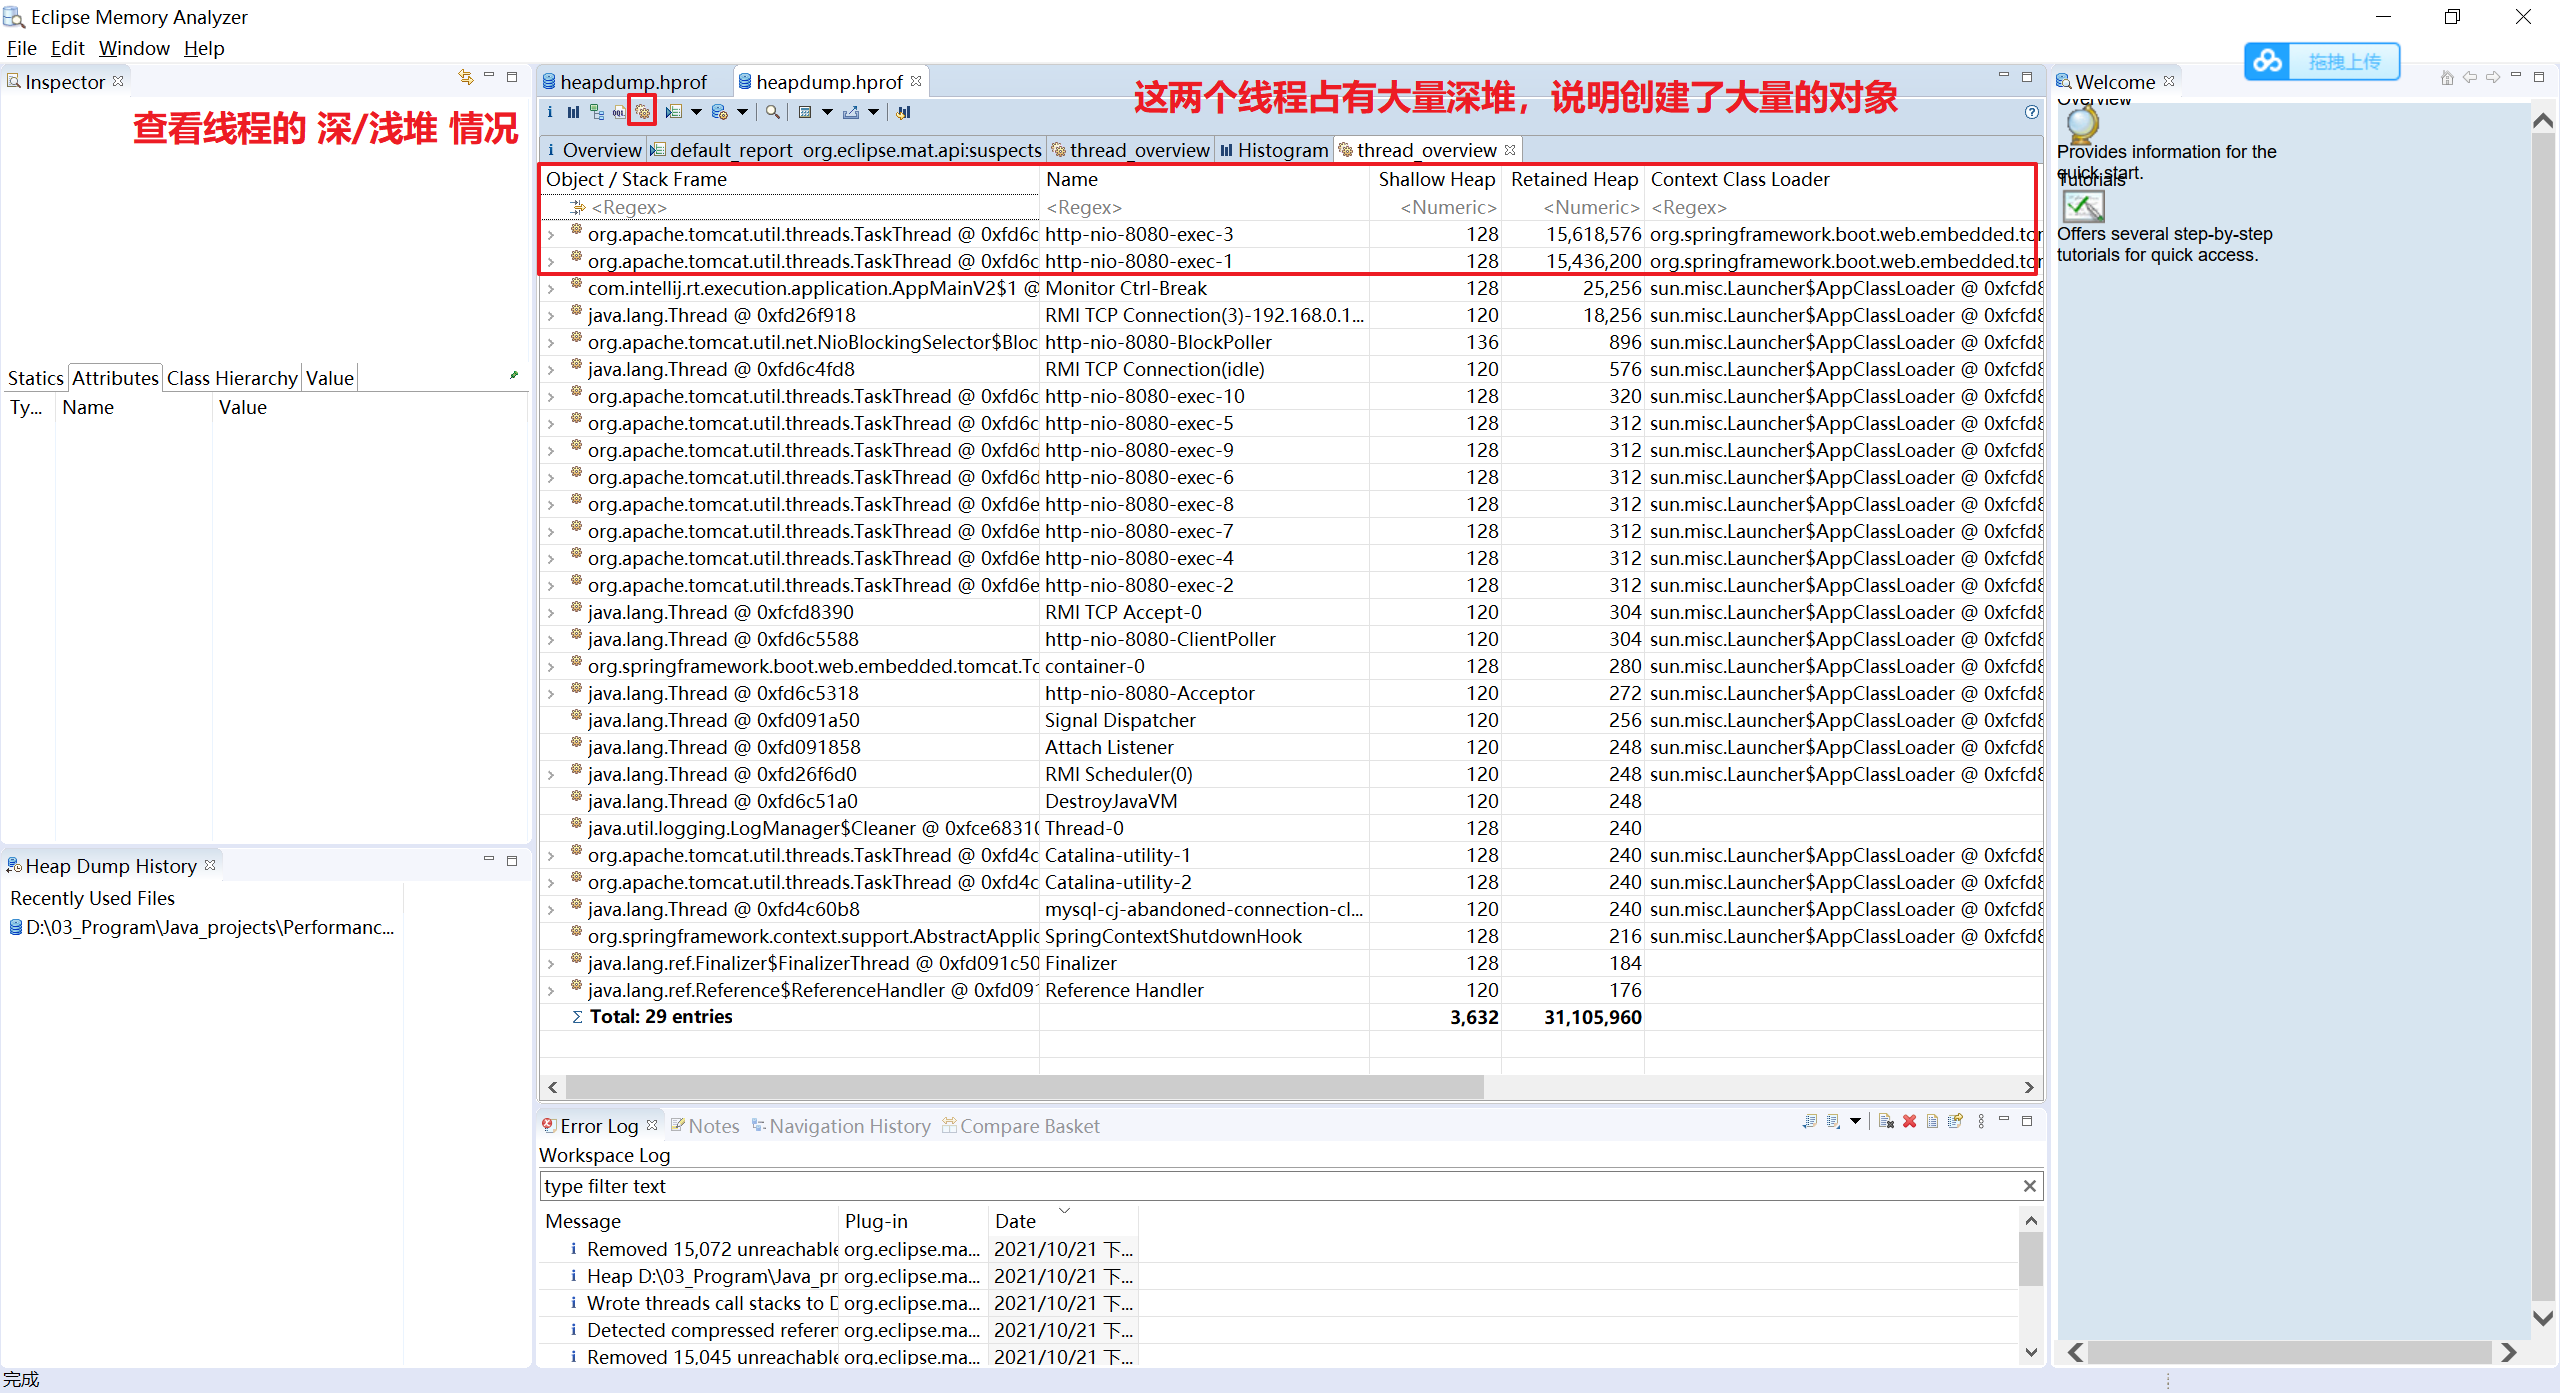 Eclipse Memory Analyzer
File Edit Window Help
拖拽上传
Inspector
查看线程的 深/浅堆 情况
Statics Attributes Class Hierarchy Value
Ty... Name Value
Heap Dump History
Recently Used Files
D:\03_Program\Java_projects\Performanc...
heapdump.hprof heapdump.hprof
这两个线程占有大量深堆，说明创建了大量的对象
Overview default_report org.eclipse.mat.api:suspects thread_overview Histogram thread_overview
Object / Stack Frame Name Shallow Heap Retained Heap Context Class Loader
<Regex> <Regex> <Numeric> <Numeric> <Regex>
org.apache.tomcat.util.threads.TaskThread @ 0xfd6c http-nio-8080-exec-3 128 15,618,576 org.springframework.boot.web.embedded.tor
org.apache.tomcat.util.threads.TaskThread @ 0xfd6c http-nio-8080-exec-1 128 15,436,200 org.springframework.boot.web.embedded.tor
com.intellij.rt.execution.application.AppMainV2$1 @ Monitor Ctrl-Break 128 25,256 sun.misc.Launcher$AppClassLoader @ 0xfcfd8
java.lang.Thread @ 0xfd26f918 RMI TCP Connection(3)-192.168.0.1... 120 18,256 sun.misc.Launcher$AppClassLoader @ 0xfcfd8
org.apache.tomcat.util.net.NioBlockingSelector$Bloc http-nio-8080-BlockPoller 136 896 sun.misc.Launcher$AppClassLoader @ 0xfcfd8
java.lang.Thread @ 0xfd6c4fd8 RMI TCP Connection(idle) 120 576 sun.misc.Launcher$AppClassLoader @ 0xfcfd8
org.apache.tomcat.util.threads.TaskThread @ 0xfd6c http-nio-8080-exec-10 128 320 sun.misc.Launcher$AppClassLoader @ 0xfcfd8
org.apache.tomcat.util.threads.TaskThread @ 0xfd6c http-nio-8080-exec-5 128 312 sun.misc.Launcher$AppClassLoader @ 0xfcfd8
org.apache.tomcat.util.threads.TaskThread @ 0xfd6d http-nio-8080-exec-9 128 312 sun.misc.Launcher$AppClassLoader @ 0xfcfd8
org.apache.tomcat.util.threads.TaskThread @ 0xfd6d http-nio-8080-exec-6 128 312 sun.misc.Launcher$AppClassLoader @ 0xfcfd8
org.apache.tomcat.util.threads.TaskThread @ 0xfd6e http-nio-8080-exec-8 128 312 sun.misc.Launcher$AppClassLoader @ 0xfcfd8
org.apache.tomcat.util.threads.TaskThread @ 0xfd6e http-nio-8080-exec-7 128 312 sun.misc.Launcher$AppClassLoader @ 0xfcfd8
org.apache.tomcat.util.threads.TaskThread @ 0xfd6e http-nio-8080-exec-4 128 312 sun.misc.Launcher$AppClassLoader @ 0xfcfd8
org.apache.tomcat.util.threads.TaskThread @ 0xfd6e http-nio-8080-exec-2 128 312 sun.misc.Launcher$AppClassLoader @ 0xfcfd8
java.lang.Thread @ 0xfcfd8390 RMI TCP Accept-0 120 304 sun.misc.Launcher$AppClassLoader @ 0xfcfd8
java.lang.Thread @ 0xfd6c5588 http-nio-8080-ClientPoller 120 304 sun.misc.Launcher$AppClassLoader @ 0xfcfd8
org.springframework.boot.web.embedded.tomcat.Tc container-0 128 280 sun.misc.Launcher$AppClassLoader @ 0xfcfd8
java.lang.Thread @ 0xfd6c5318 http-nio-8080-Acceptor 120 272 sun.misc.Launcher$AppClassLoader @ 0xfcfd8
java.lang.Thread @ 0xfd091a50 Signal Dispatcher 120 256 sun.misc.Launcher$AppClassLoader @ 0xfcfd8
java.lang.Thread @ 0xfd091858 Attach Listener 120 248 sun.misc.Launcher$AppClassLoader @ 0xfcfd8
java.lang.Thread @ 0xfd26f6d0 RMI Scheduler(0) 120 248 sun.misc.Launcher$AppClassLoader @ 0xfcfd8
java.lang.Thread @ 0xfd6c51a0 DestroyJavaVM 120 248
java.util.logging.LogManager$Cleaner @ 0xfce68310 Thread-0 128 240
org.apache.tomcat.util.threads.TaskThread @ 0xfd4c Catalina-utility-1 128 240 sun.misc.Launcher$AppClassLoader @ 0xfcfd8
org.apache.tomcat.util.threads.TaskThread @ 0xfd4c Catalina-utility-2 128 240 sun.misc.Launcher$AppClassLoader @ 0xfcfd8
java.lang.Thread @ 0xfd4c60b8 mysql-cj-abandoned-connection-cl... 120 240 sun.misc.Launcher$AppClassLoader @ 0xfcfd8
org.springframework.context.support.AbstractApplic SpringContextShutdownHook 128 216 sun.misc.Launcher$AppClassLoader @ 0xfcfd8
java.lang.ref.Finalizer$FinalizerThread @ 0xfd091c50 Finalizer 128 184
java.lang.ref.Reference$ReferenceHandler @ 0xfd091 Reference Handler 120 176
Σ Total: 29 entries 3,632 31,105,960
Error Log Notes Navigation History Compare Basket
Workspace Log
type filter text
Message Plug-in Date
Removed 15,072 unreachable org.eclipse.ma... 2021/10/21 下...
Heap D:\03_Program\Java_pr org.eclipse.ma... 2021/10/21 下...
Wrote threads call stacks to D org.eclipse.ma... 2021/10/21 下...
Detected compressed referen org.eclipse.ma... 2021/10/21 下...
Removed 15,045 unreachable org.eclipse.ma... 2021/10/21 下...
Welcome
Overview
Provides information for the
quick start.
Tutorials
Offers several step-by-step
tutorials for quick access.
完成